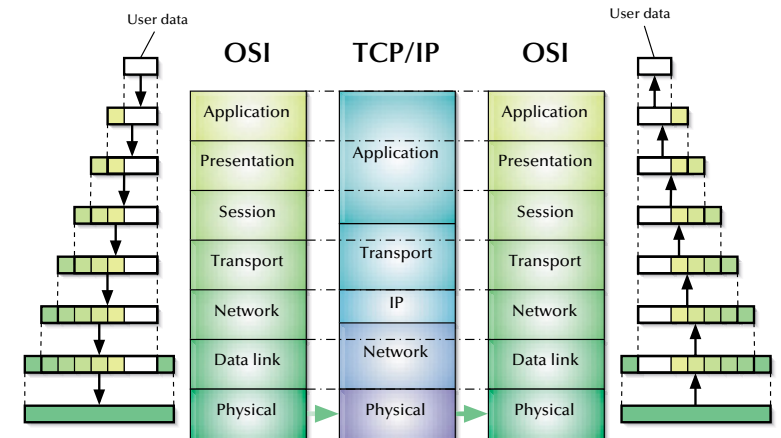 User data
User data
OSI
TCP/IP
OSI
Application
Presentation
Session
Transport
Network
Data link
Physical
Application
Transport
IP
Network
Physical
Application
Presentation
Session
Transport
Network
Data link
Physical